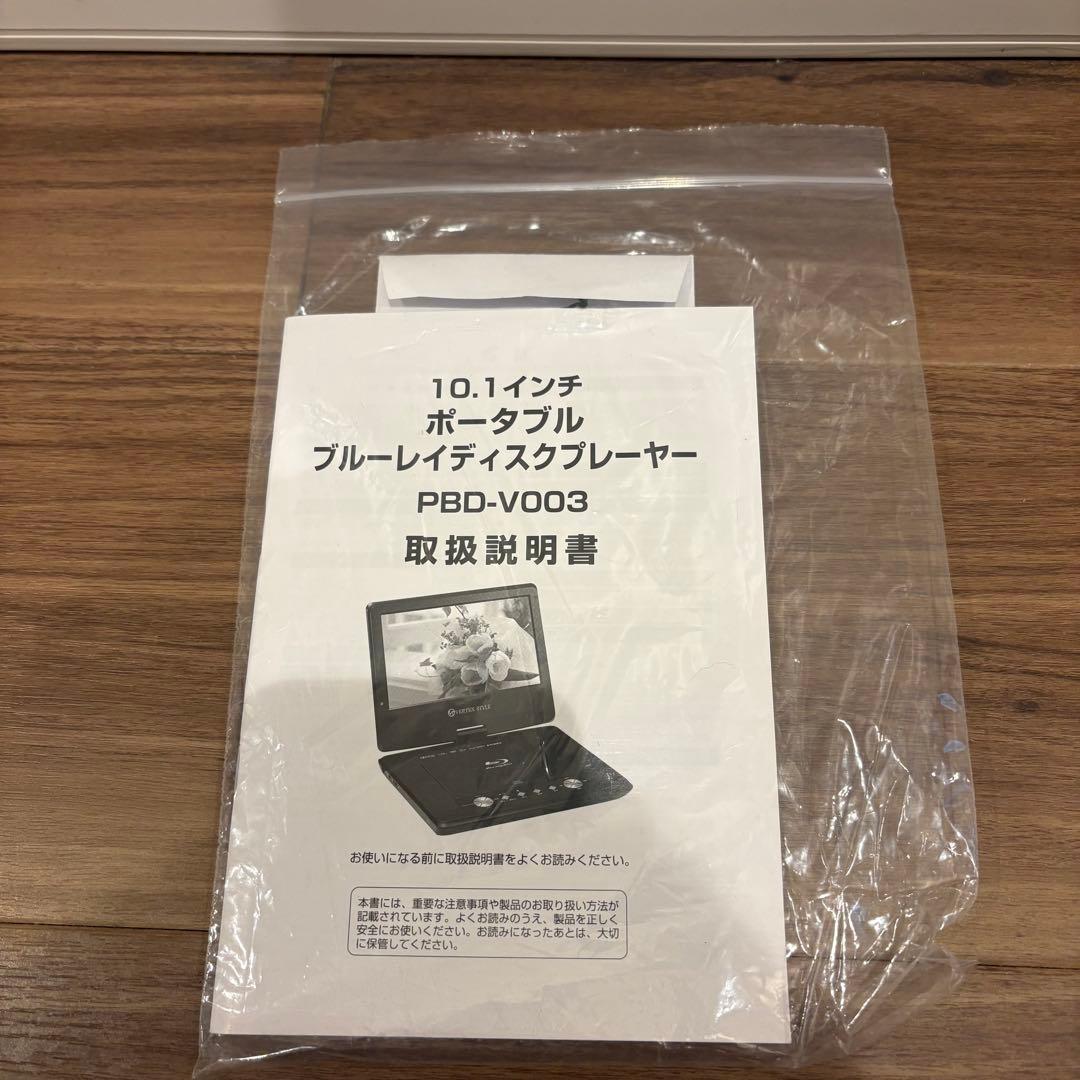 10.1インチ
ポータブル
ブルーレイディスクプレーヤー
PBD-V003
取扱説明書
お使いになる前に取扱説明書をよくお読みください。
本書には、重要な注意事項や製品のお取り扱い方法が
記載されています。よくお読みのうえ、製品を正しく
安全にお使いください。お読みになったあとは、大切
に保管してください。